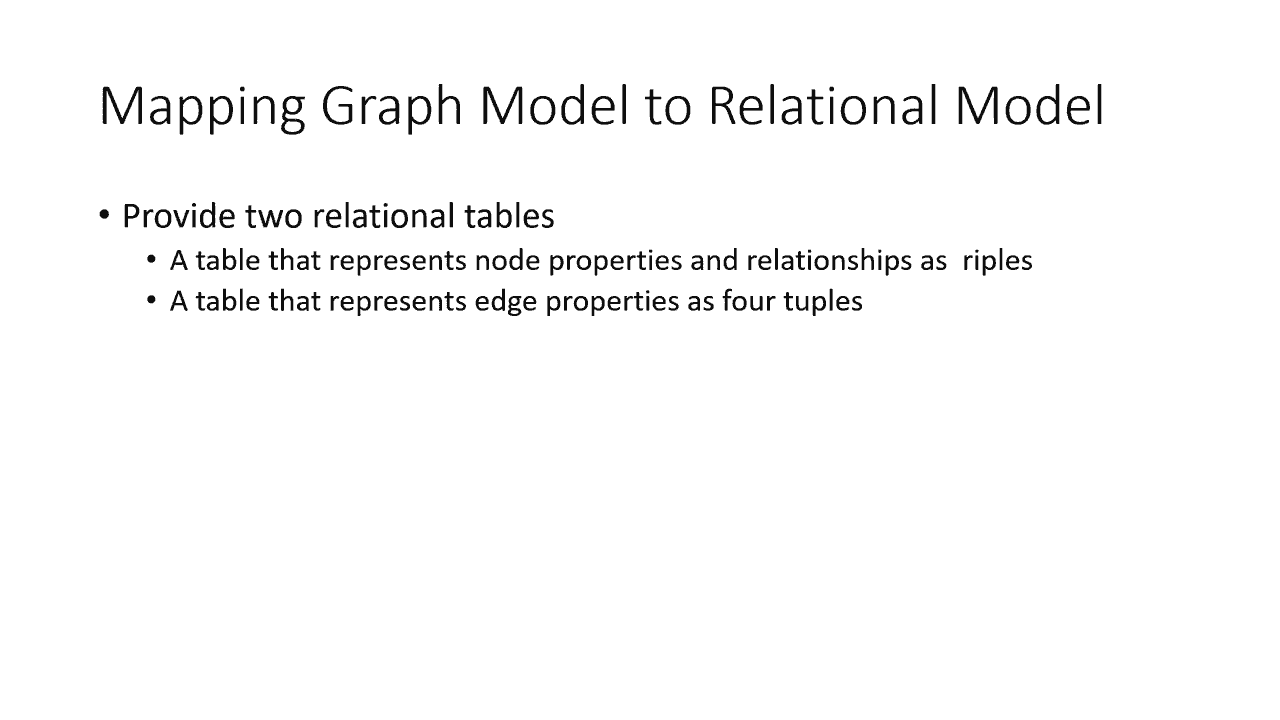 Mapping Graph Model to Relational Model
• Provide two relational tables
• A table that represents node properties and relationships as  riples
• A table that represents edge properties as four tuples